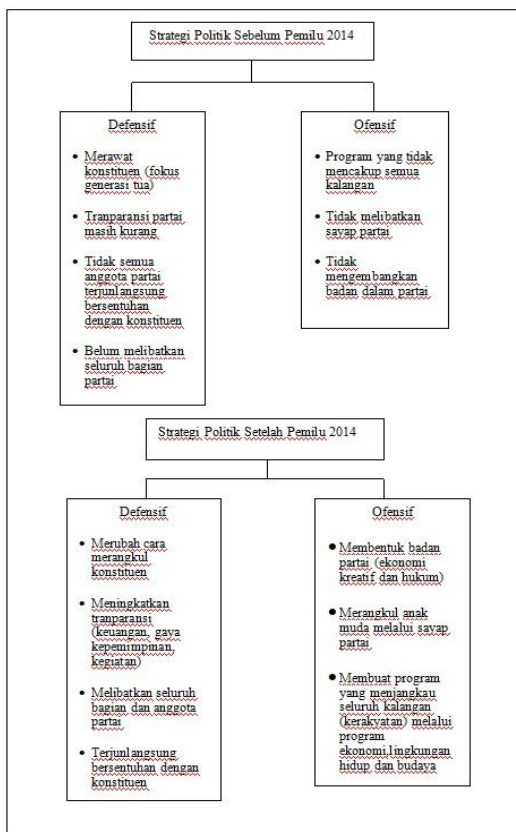 Strategi Politik Sebelum Pemilu 2014
Defensif
• Merawat
konstituen (fokus
generasi tua)
• Tranparansi partai
masih kurang
• Tidak semua
anggota partai
terjunlangsung
bersentuhan
dengan konstituen
• Belum melibatkan
seluruh bagian
partai
Ofensif
• Program yang tidak
mencakup semua
kalangan
• Tidak melibatkan
sayap partai
• Tidak
mengembangkan
badan dalam partai
Strategi Politik Setelah Pemilu 2014
Defensif
• Merubah cara
merangkul
konstituen
• Meningkatkan
tranparansi
(keuangan, gaya
kepemimpinan,
kegiatan)
• Melibatkan seluruh
bagian dan anggota
partai
• Terjunlangsung
bersentuhan dengan
konstituen
Ofensif
• Membentuk badan
partai (ekonomi
kreatif dan hukum)
• Merangkul anak
muda melalui sayap
partai
• Membuat program
yang menjangkau
seluruh kalangan
(kerakyatan) melalui
program
ekonomi,lingkungan
hidup dan budaya